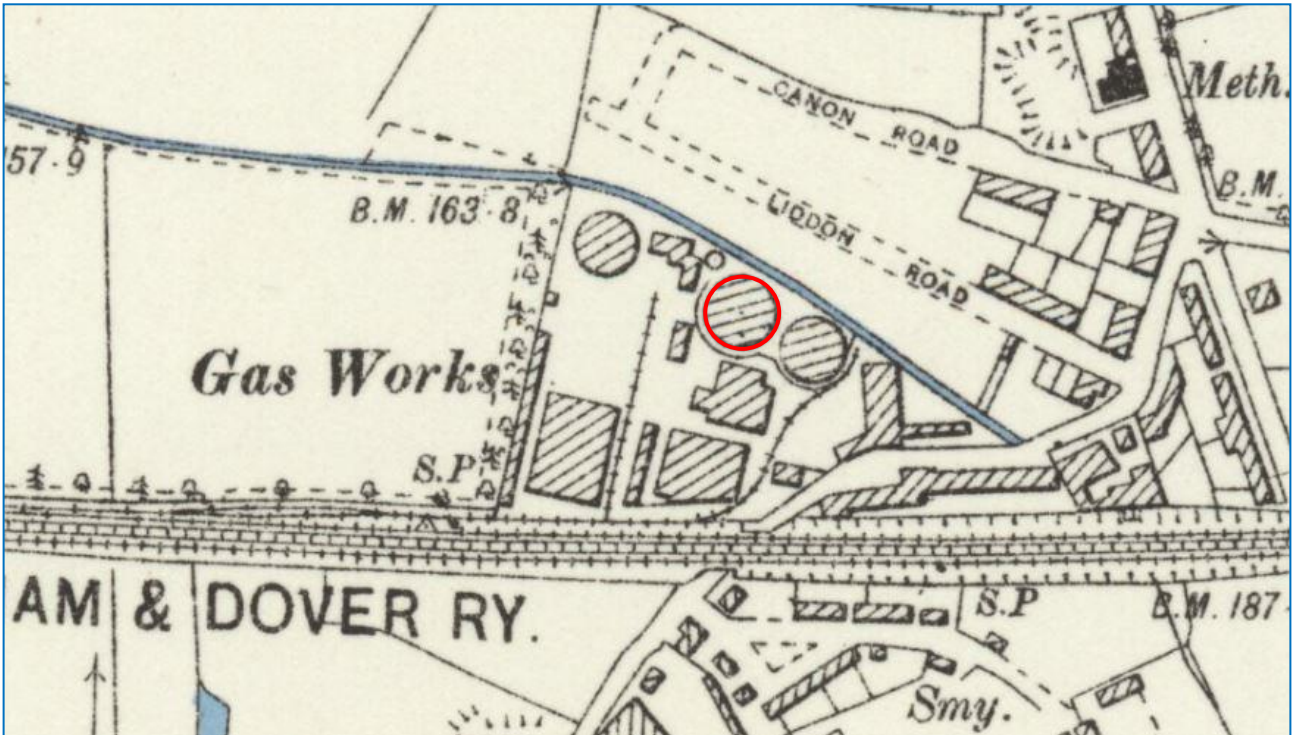 CANON ROAD
Meth.
157·9
B.M. 163·8
B.M.
LIDDON ROAD
Gas Works
S.P
AM & DOVER RY.
S.P
B.M. 187·
Smy.